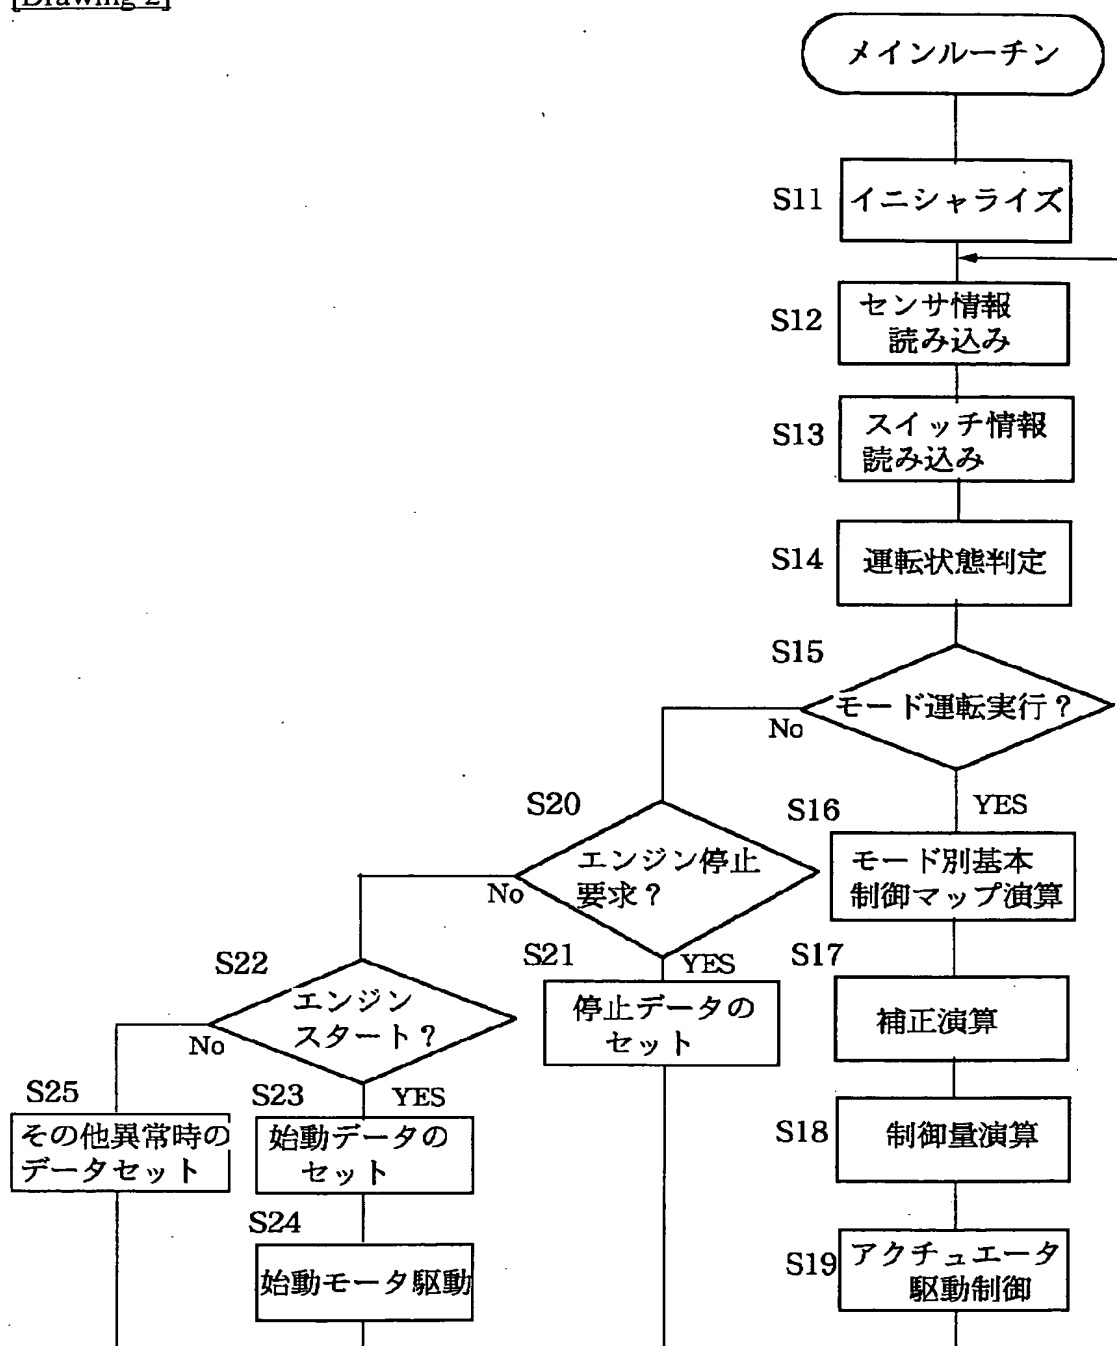 [Drawing 2]
メインルーチン
S11
イニシャライズ
S12
センサ情報
読み込み
S13
スイッチ情報
読み込み
S14
運転状態判定
S15
モード運転実行？
No
YES
S20
エンジン停止
要求？
No
YES
S16
モード別基本
制御マップ演算
S17
補正演算
S18
制御量演算
S19
アクチュエータ
駆動制御
S21
停止データの
セット
S22
エンジン
スタート？
No
YES
S23
始動データの
セット
S24
始動モータ駆動
S25
その他異常時の
データセット